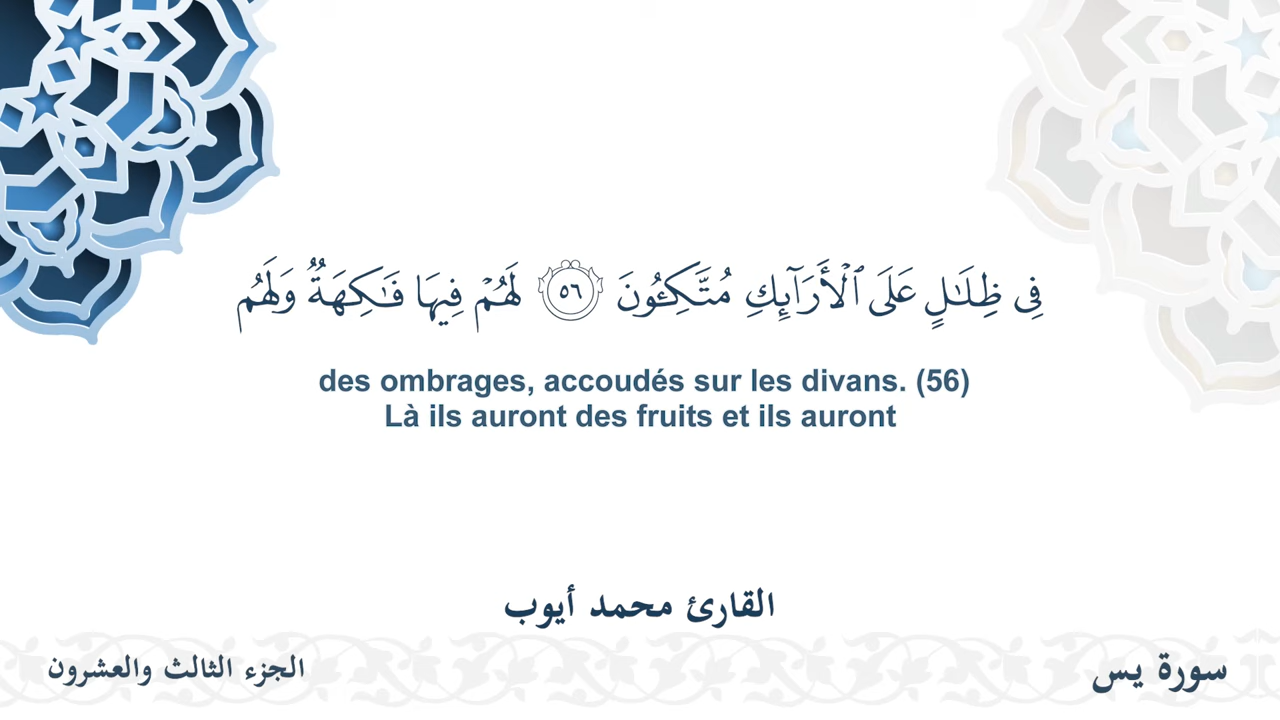 فِى ظِلَٰلٍ عَلَى ٱلْأَرَآئِكِ مُتَّكِـُٔونَ ٥٦ لَهُمْ فِيهَا فَٰكِهَةٌ وَلَهُم
des ombrages, accoudés sur les divans. (56)
Là ils auront des fruits et ils auront
القارئ محمد أيوب
سورة يس
الجزء الثالث والعشرون